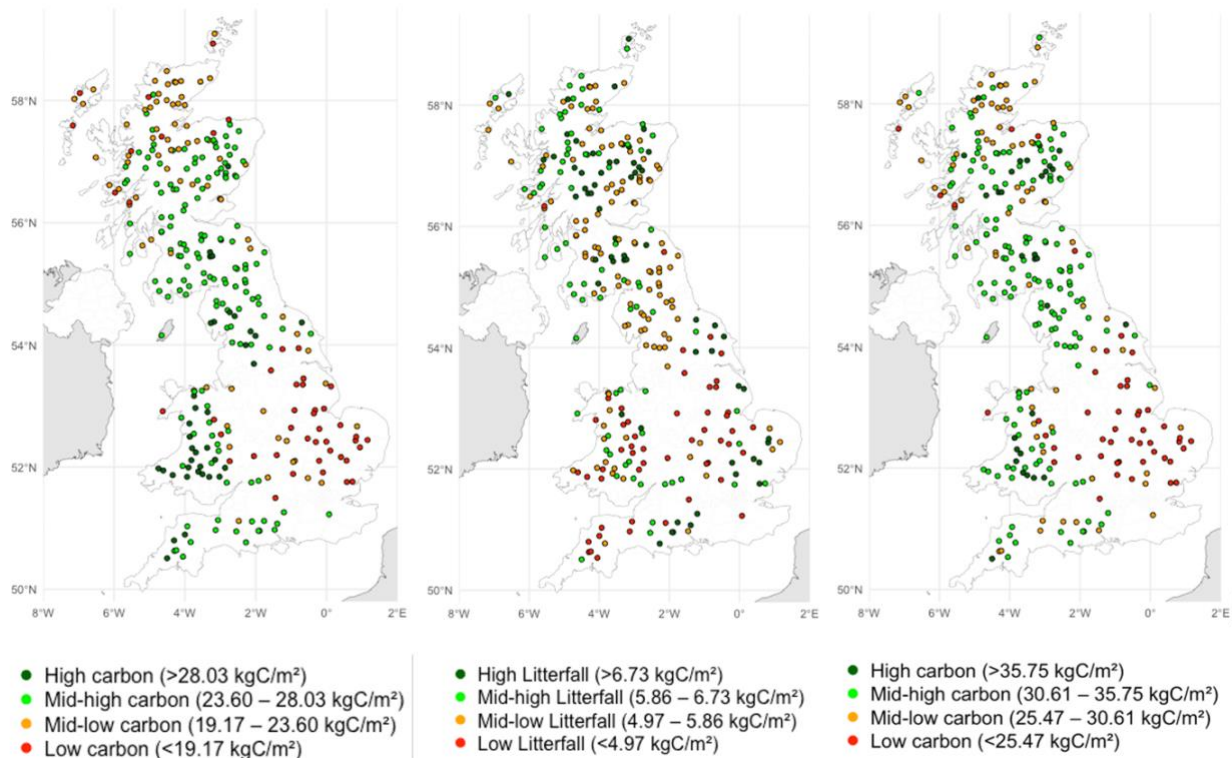 58°N
56°N
54°N
52°N
50°N
8°W 6°W 4°W 2°W 0° 2°E
58°N
56°N
54°N
52°N
50°N
8°W 6°W 4°W 2°W 0° 2°E
58°N
56°N
54°N
52°N
50°N
8°W 6°W 4°W 2°W 0° 2°E
High carbon (>28.03 kgC/m²)
Mid-high carbon (23.60 – 28.03 kgC/m²)
Mid-low carbon (19.17 – 23.60 kgC/m²)
Low carbon (<19.17 kgC/m²)
High Litterfall (>6.73 kgC/m²)
Mid-high Litterfall (5.86 – 6.73 kgC/m²)
Mid-low Litterfall (4.97 – 5.86 kgC/m²)
Low Litterfall (<4.97 kgC/m²)
High carbon (>35.75 kgC/m²)
Mid-high carbon (30.61 – 35.75 kgC/m²)
Mid-low carbon (25.47 – 30.61 kgC/m²)
Low carbon (<25.47 kgC/m²)